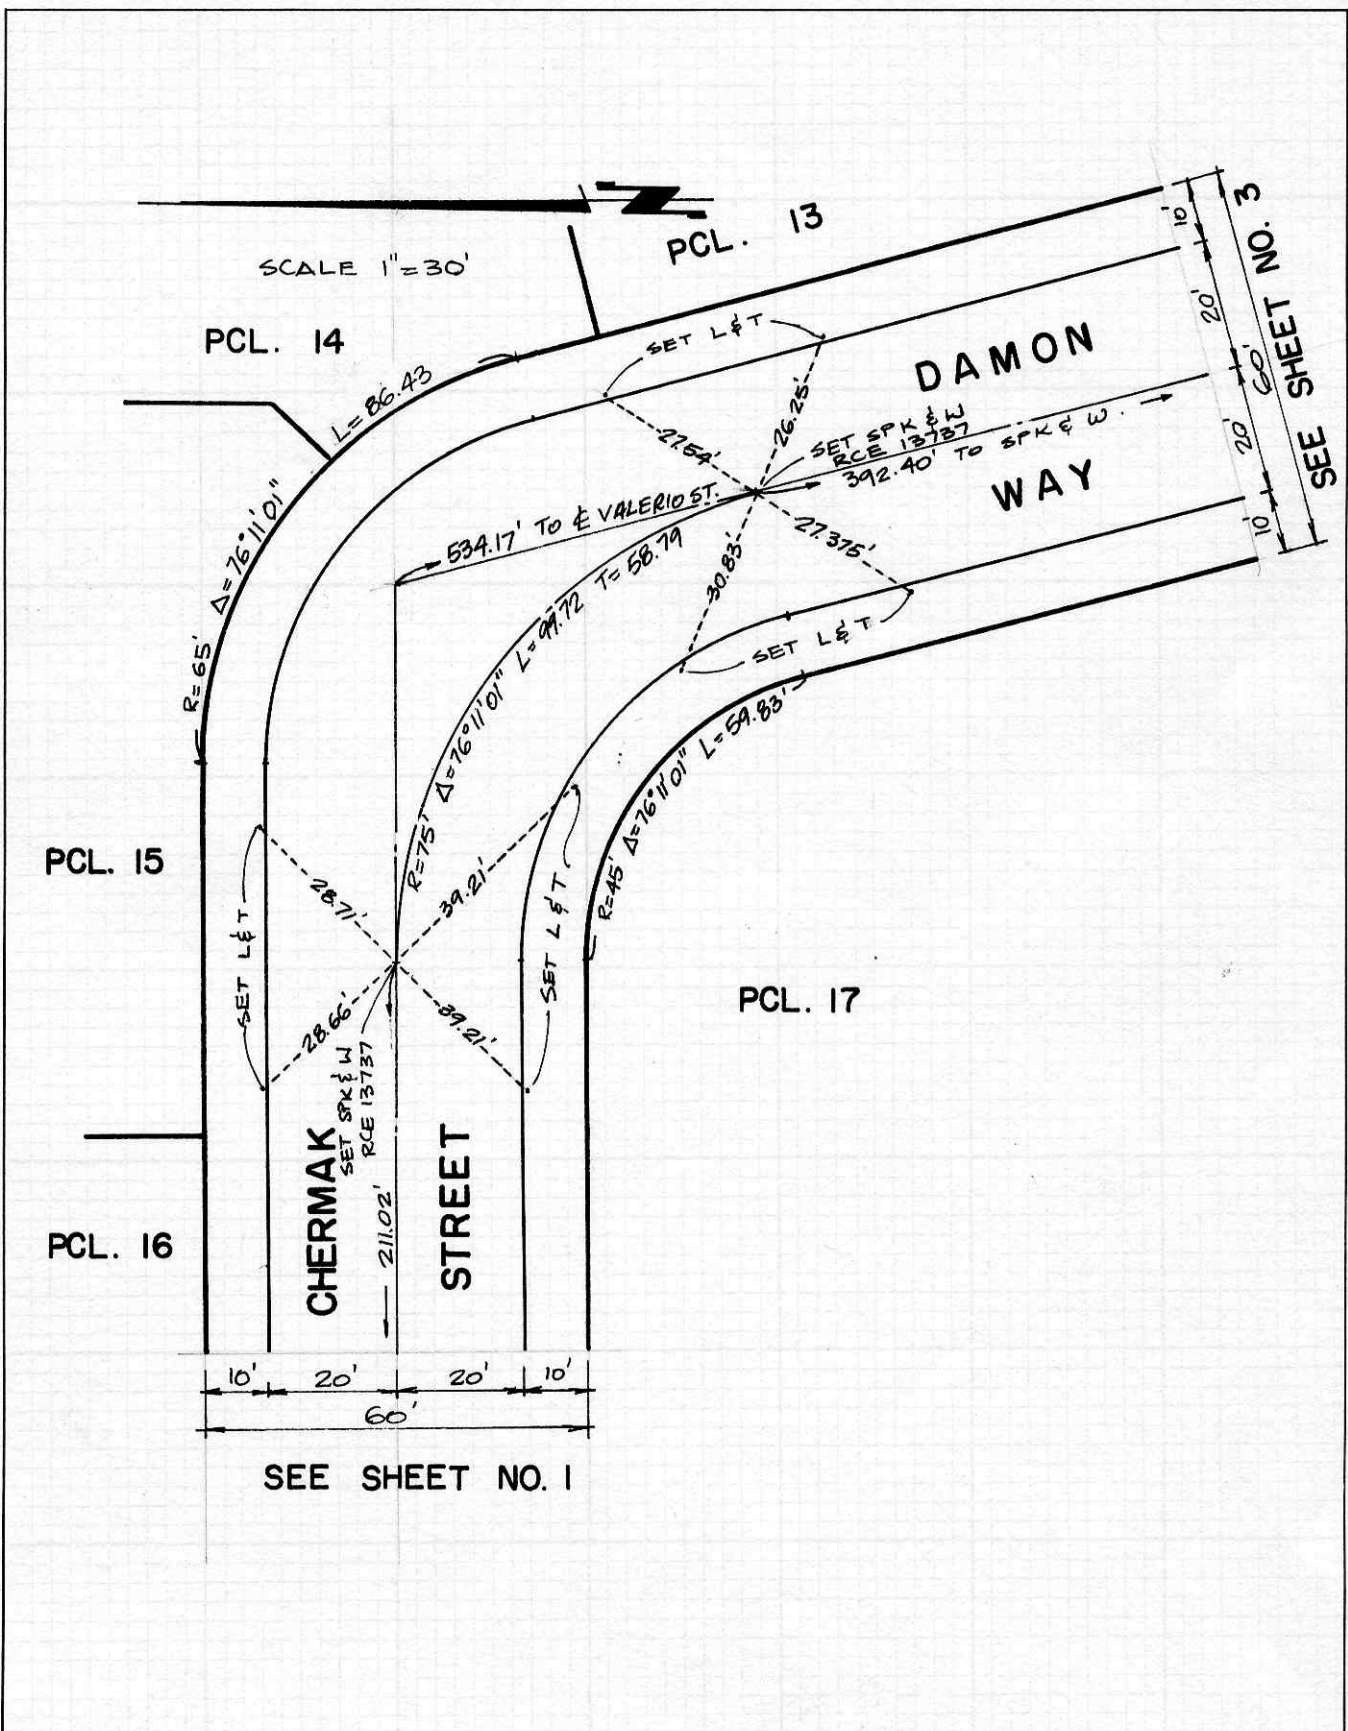 PCL. 13
SCALE 1"=30'
PCL. 14
SET L&T
L=86.43
27.54'
26.25'
DAMON
WAY
SET SPK & W
RCE 13737
392.40' TO SPK & W.
534.17' TO ℄ VALERIO ST.
10'
20'
60'
20'
10'
SEE SHEET NO. 3
R=65' Δ=76°11'01"
R=75' Δ=76°11'01" L=99.72 T=58.79
30.83'
27.375'
SET L&T
R=45' Δ=76°11'01" L=59.83'
PCL. 15
28.71'
39.21'
SET L&T
SET L&T
28.66'
39.21'
PCL. 17
SET SPK & W
RCE 13737
CHERMAK
STREET
211.02'
PCL. 16
10' 20' 20' 10'
60'
SEE SHEET NO. 1